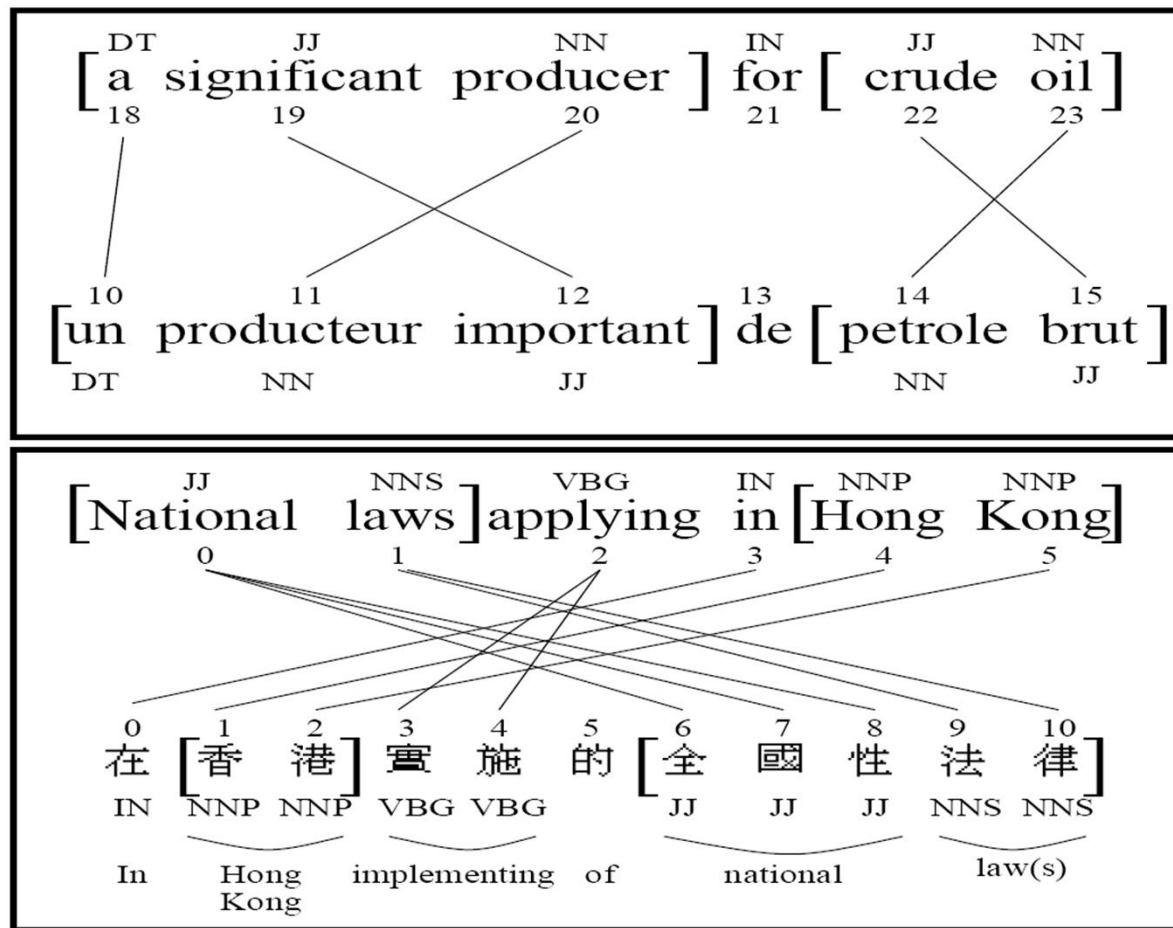 DT JJ NN IN JJ NN
[a significant producer] for [crude oil]
18 19 20 21 22 23
10 11 12 13 14 15
[un producteur important] de [petrole brut]
DT NN JJ NN JJ
JJ NNS VBG IN NNP NNP
[National laws] applying in [Hong Kong]
0 1 2 3 4 5
0 1 2 3 4 5 6 7 8 9 10
在 [香 港] 實 施 的 [全 國 性 法 律]
IN NNP NNP VBG VBG JJ JJ JJ NNS NNS
In Hong implementing of national law(s)
Kong